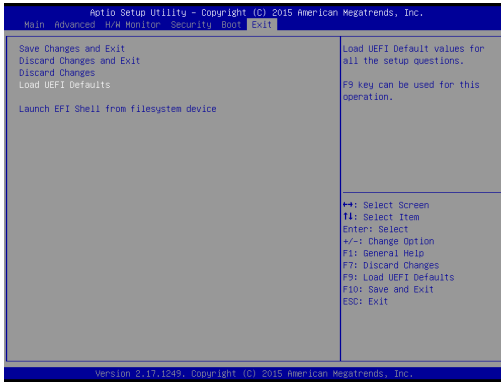 Aptio Setup Utility – Copyright (C) 2015 American Megatrends, Inc.
Main Advanced H/W Monitor Security Boot Exit
Save Changes and Exit
Discard Changes and Exit
Discard Changes
Load UEFI Defaults
Launch EFI Shell from filesystem device
Load UEFI Default values for
all the setup questions.
F9 key can be used for this
operation.
↔: Select Screen
↑↓: Select Item
Enter: Select
+/-: Change Option
F1: General Help
F7: Discard Changes
F9: Load UEFI Defaults
F10: Save and Exit
ESC: Exit
Version 2.17.1249. Copyright (C) 2015 American Megatrends, Inc.